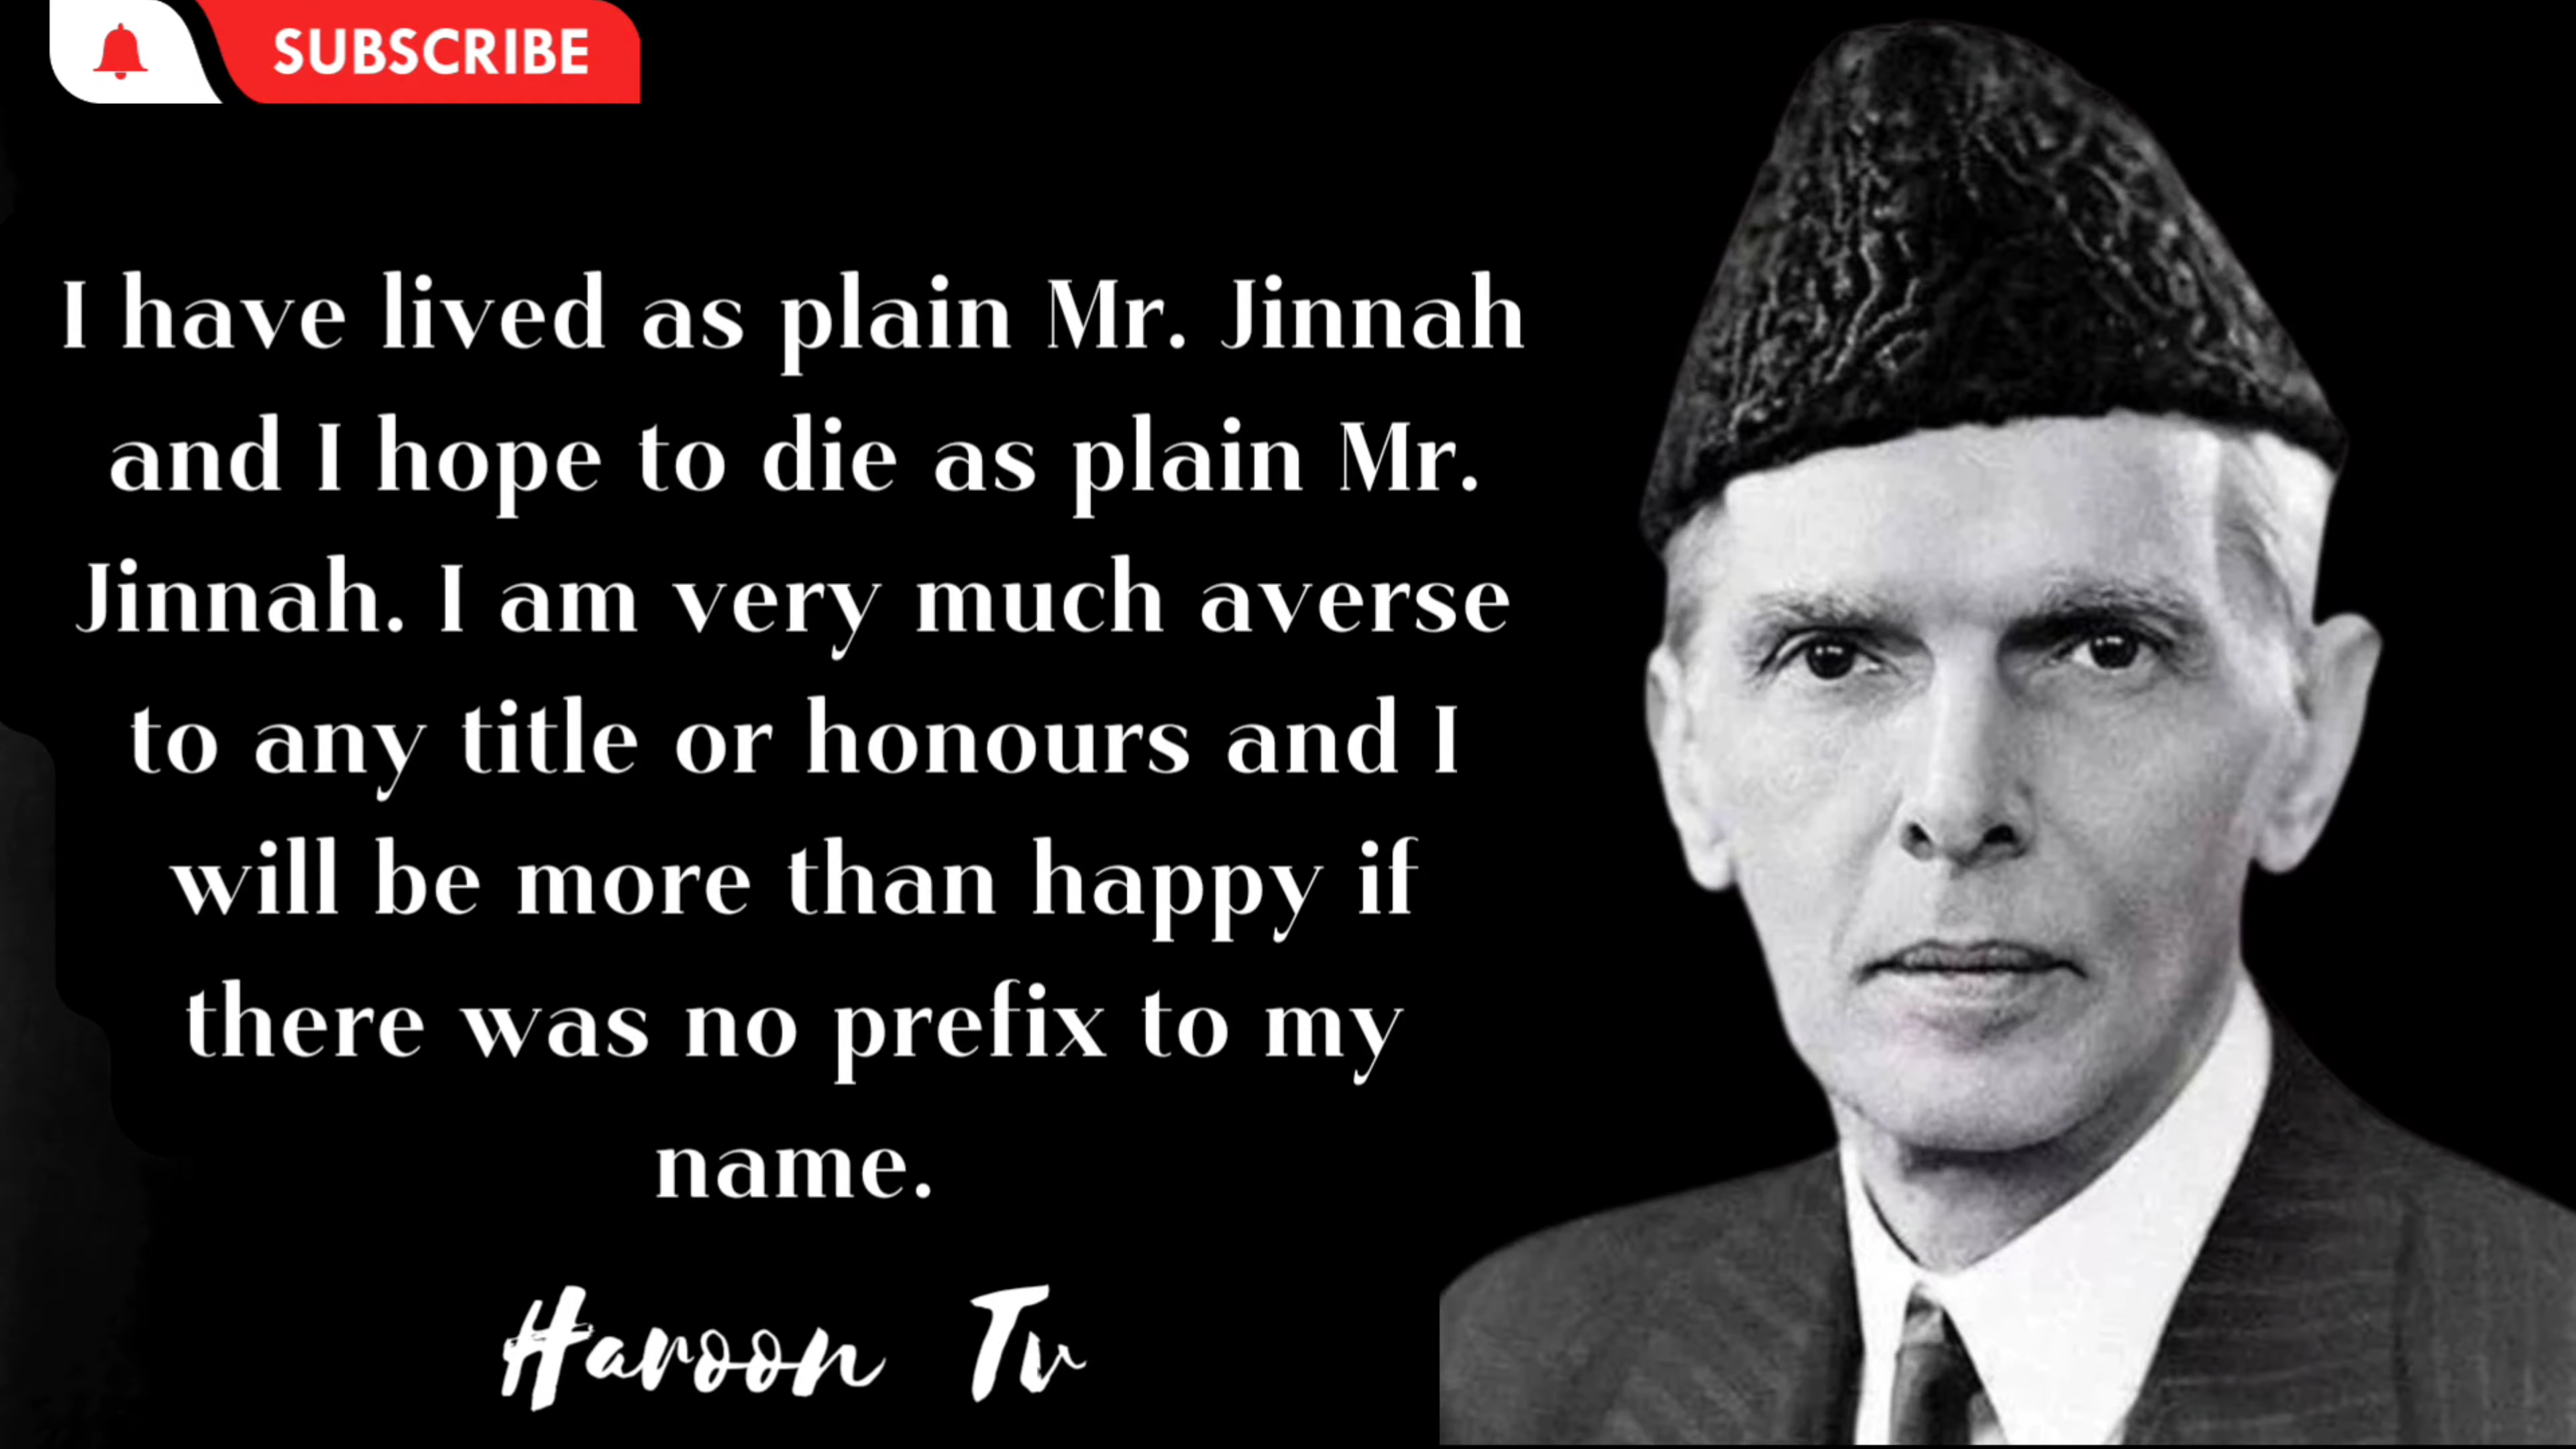 SUBSCRIBE
I have lived as plain Mr. Jinnah
and I hope to die as plain Mr.
Jinnah. I am very much averse
to any title or honours and I
will be more than happy if
there was no prefix to my
name.
Haroon Tv